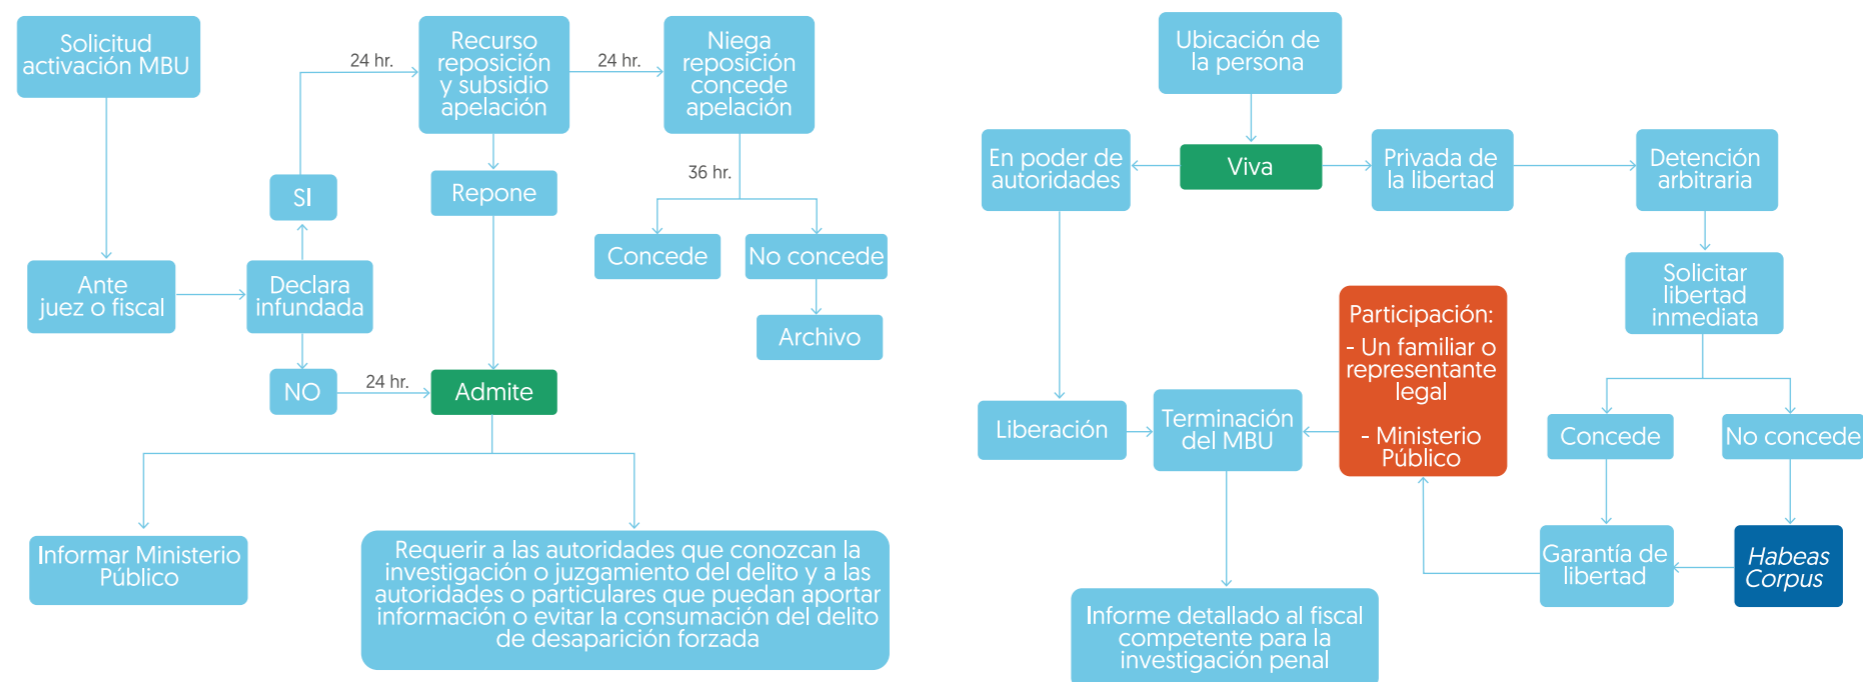 Solicitud
activación MBU
24 hr.
Recurso
reposición
y subsidio
apelación
24 hr.
Niega
reposición
concede
apelación
36 hr.
SI
Repone
Concede
No concede
Ante
juez o fiscal
Declara
infundada
Archivo
NO
24 hr.
Admite
Informar Ministerio
Público
Requerir a las autoridades que conozcan la
investigación o juzgamiento del delito y a las
autoridades o particulares que puedan aportar
información o evitar la consumación del delito
de desaparición forzada
Ubicación de
la persona
En poder de
autoridades
Viva
Privada de
la libertad
Detención
arbitraria
Solicitar
libertad
inmediata
Participación:
- Un familiar o
representante
legal
- Ministerio
Público
Liberación
Terminación
del MBU
Concede
No concede
Garantía de
libertad
Habeas
Corpus
Informe detallado al fiscal
competente para la
investigación penal